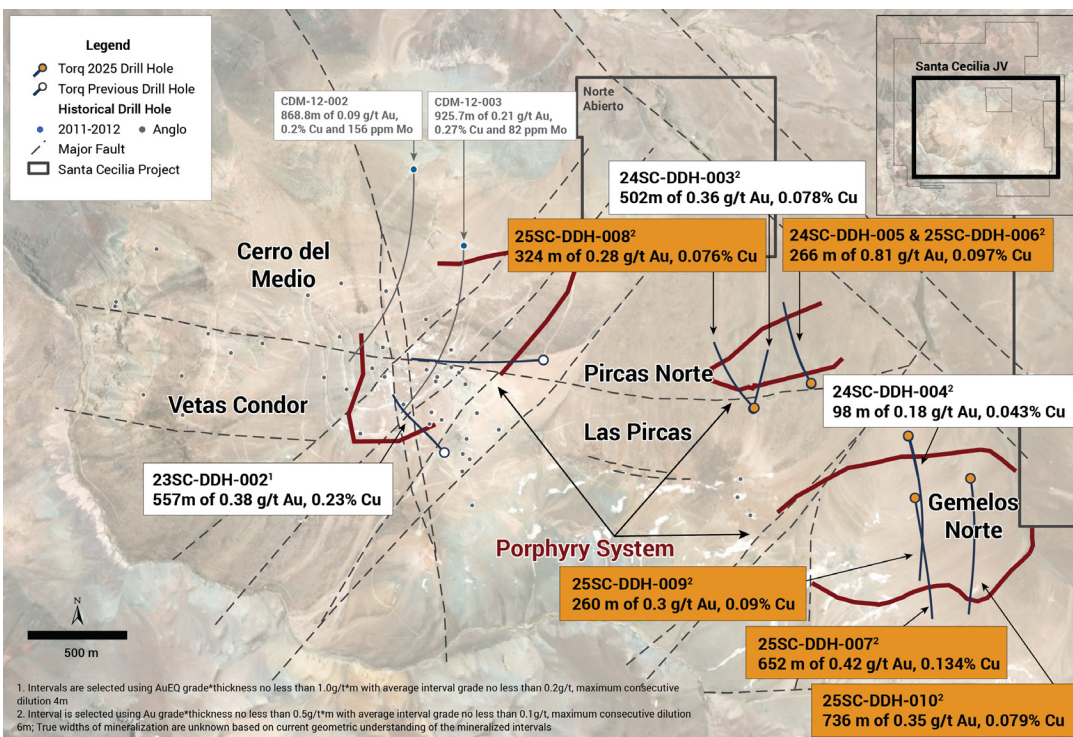 Legend
Torq 2025 Drill Hole
Torq Previous Drill Hole
Historical Drill Hole
2011-2012
Anglo
Major Fault
Santa Cecilia Project
CDM-12-002
868.8m of 0.09 g/t Au,
0.2% Cu and 156 ppm Mo
CDM-12-003
925.7m of 0.21 g/t Au,
0.27% Cu and 82 ppm Mo
Norte
Abierto
Santa Cecilia JV
24SC-DDH-003²
502m of 0.36 g/t Au, 0.078% Cu
25SC-DDH-008²
324 m of 0.28 g/t Au, 0.076% Cu
24SC-DDH-005 & 25SC-DDH-006²
266 m of 0.81 g/t Au, 0.097% Cu
Cerro del
Medio
Pircas Norte
Vetas Condor
Las Pircas
24SC-DDH-004²
98 m of 0.18 g/t Au, 0.043% Cu
23SC-DDH-002¹
557m of 0.38 g/t Au, 0.23% Cu
Gemelos
Norte
Porphyry System
25SC-DDH-009²
260 m of 0.3 g/t Au, 0.09% Cu
25SC-DDH-007²
652 m of 0.42 g/t Au, 0.134% Cu
25SC-DDH-010²
736 m of 0.35 g/t Au, 0.079% Cu
N
500 m
1. Intervals are selected using AuEQ grade*thickness no less than 1.0g/t*m with average interval grade no less than 0.2g/t, maximum consecutive
dilution 4m
2. Interval is selected using Au grade*thickness no less than 0.5g/t*m with average interval grade no less than 0.1g/t, maximum consecutive dilution
6m; True widths of mineralization are unknown based on current geometric understanding of the mineralized intervals